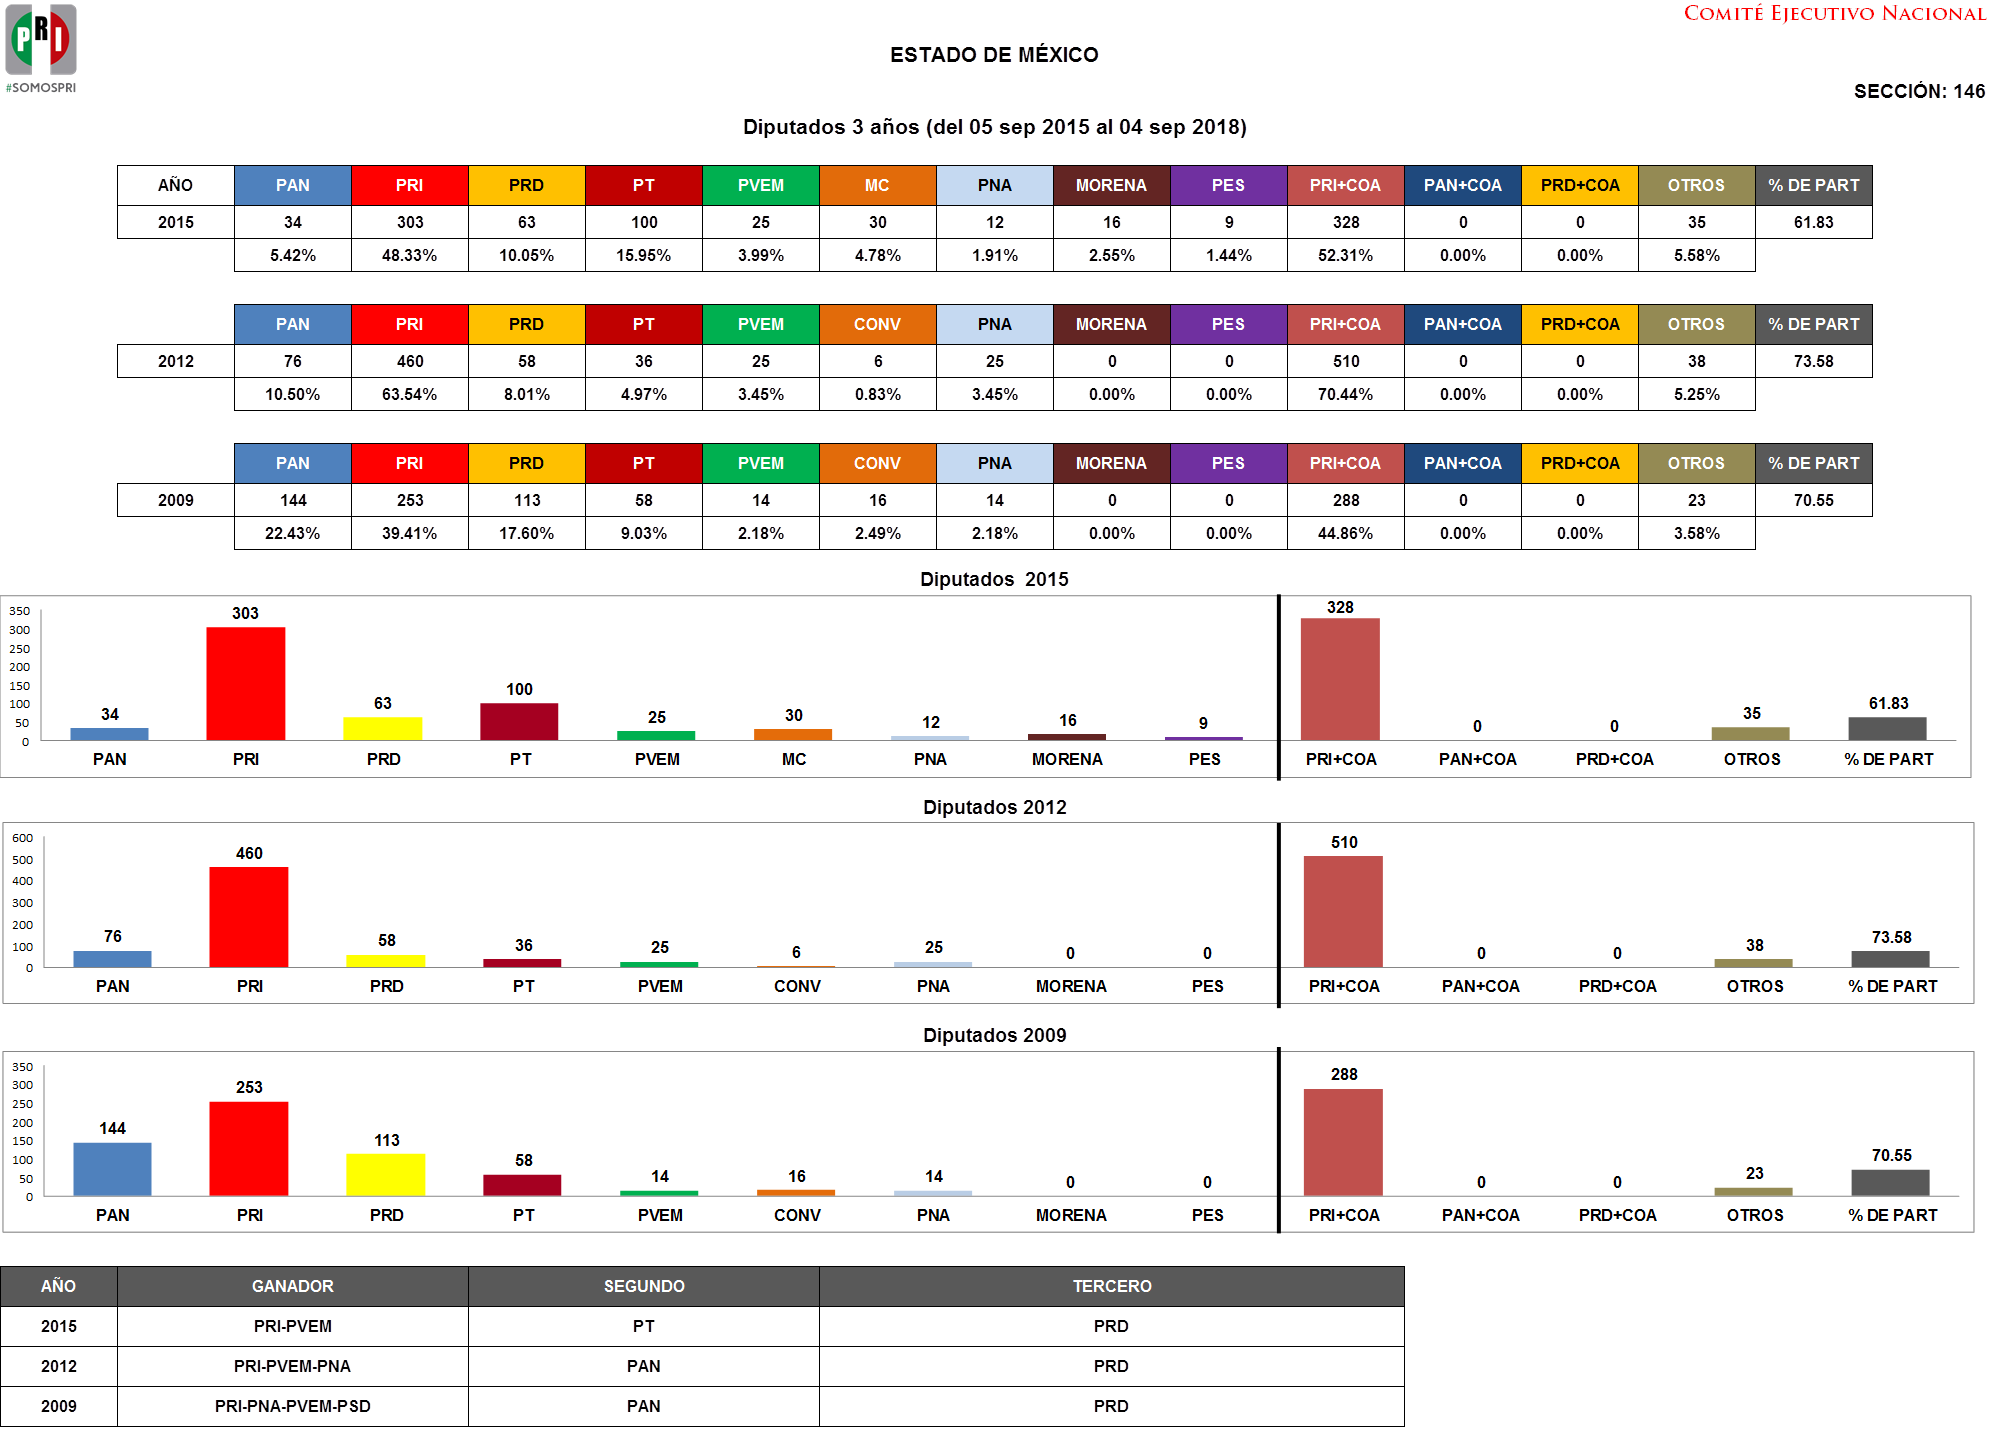 PRI
#SOMOSPRI
COMITÉ EJECUTIVO NACIONAL
ESTADO DE MÉXICO
SECCIÓN: 146
Diputados 3 años (del 05 sep 2015 al 04 sep 2018)
AÑO PAN PRI PRD PT PVEM MC PNA MORENA PES PRI+COA PAN+COA PRD+COA OTROS % DE PART
2015 34 303 63 100 25 30 12 16 9 328 0 0 35 61.83
5.42% 48.33% 10.05% 15.95% 3.99% 4.78% 1.91% 2.55% 1.44% 52.31% 0.00% 0.00% 5.58%
PAN PRI PRD PT PVEM CONV PNA MORENA PES PRI+COA PAN+COA PRD+COA OTROS % DE PART
2012 76 460 58 36 25 6 25 0 0 510 0 0 38 73.58
10.50% 63.54% 8.01% 4.97% 3.45% 0.83% 3.45% 0.00% 0.00% 70.44% 0.00% 0.00% 5.25%
PAN PRI PRD PT PVEM CONV PNA MORENA PES PRI+COA PAN+COA PRD+COA OTROS % DE PART
2009 144 253 113 58 14 16 14 0 0 288 0 0 23 70.55
22.43% 39.41% 17.60% 9.03% 2.18% 2.49% 2.18% 0.00% 0.00% 44.86% 0.00% 0.00% 3.58%
Diputados 2015
350
300
250
200
150
100
50
0
34 303 63 100 25 30 12 16 9 328 0 0 35 61.83
PAN PRI PRD PT PVEM MC PNA MORENA PES PRI+COA PAN+COA PRD+COA OTROS % DE PART
Diputados 2012
600
500
400
300
200
100
0
76 460 58 36 25 6 25 0 0 510 0 0 38 73.58
PAN PRI PRD PT PVEM CONV PNA MORENA PES PRI+COA PAN+COA PRD+COA OTROS % DE PART
Diputados 2009
350
300
250
200
150
100
50
0
144 253 113 58 14 16 14 0 0 288 0 0 23 70.55
PAN PRI PRD PT PVEM CONV PNA MORENA PES PRI+COA PAN+COA PRD+COA OTROS % DE PART
AÑO GANADOR SEGUNDO TERCERO
2015 PRI-PVEM PT PRD
2012 PRI-PVEM-PNA PAN PRD
2009 PRI-PNA-PVEM-PSD PAN PRD